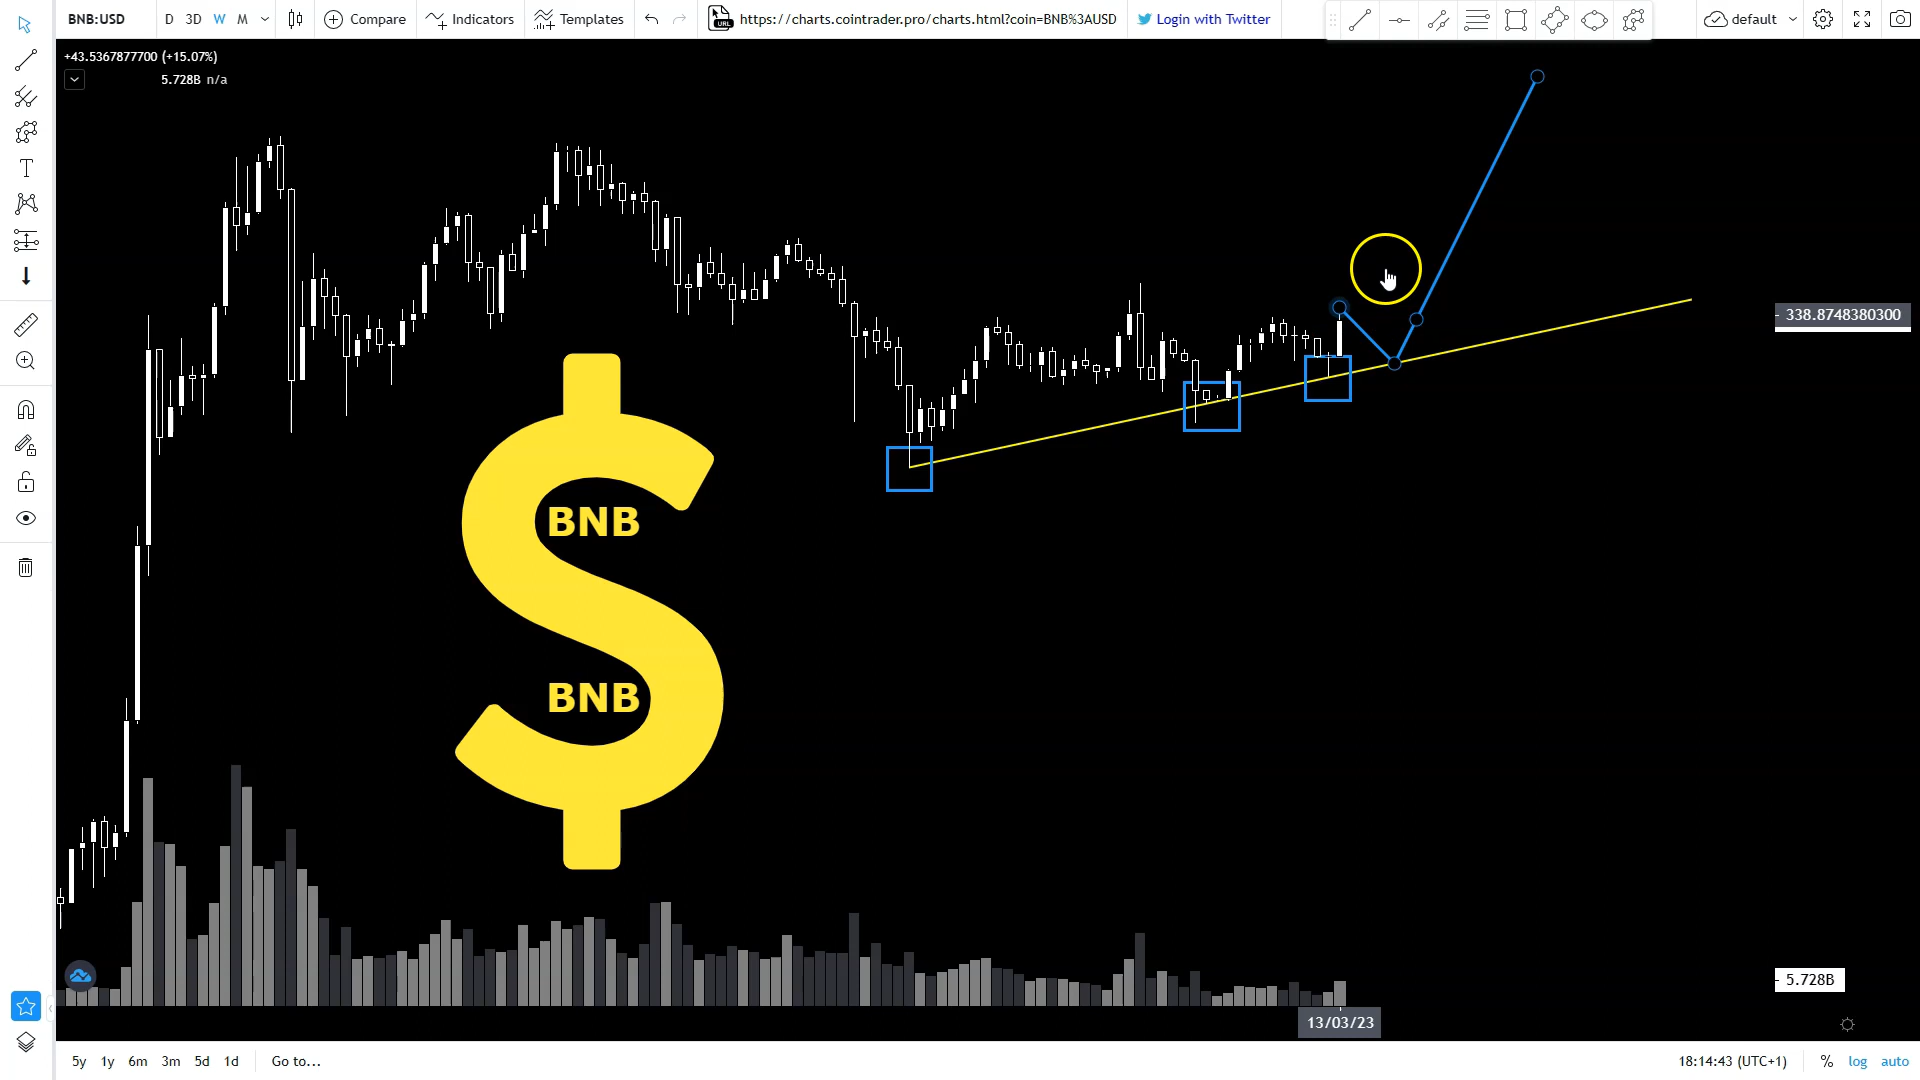 BNB:USD D 3D W M Compare Indicators Templates URL https://charts.cointrader.pro/charts.html?coin=BNB%3AUSD Login with Twitter default
+43.5367877700 (+15.07%)
5.728B n/a
T
338.8748380300
BNB
BNB
5.728B
13/03/23
5y 1y 6m 3m 5d 1d Go to... 18:14:43 (UTC+1) % log auto